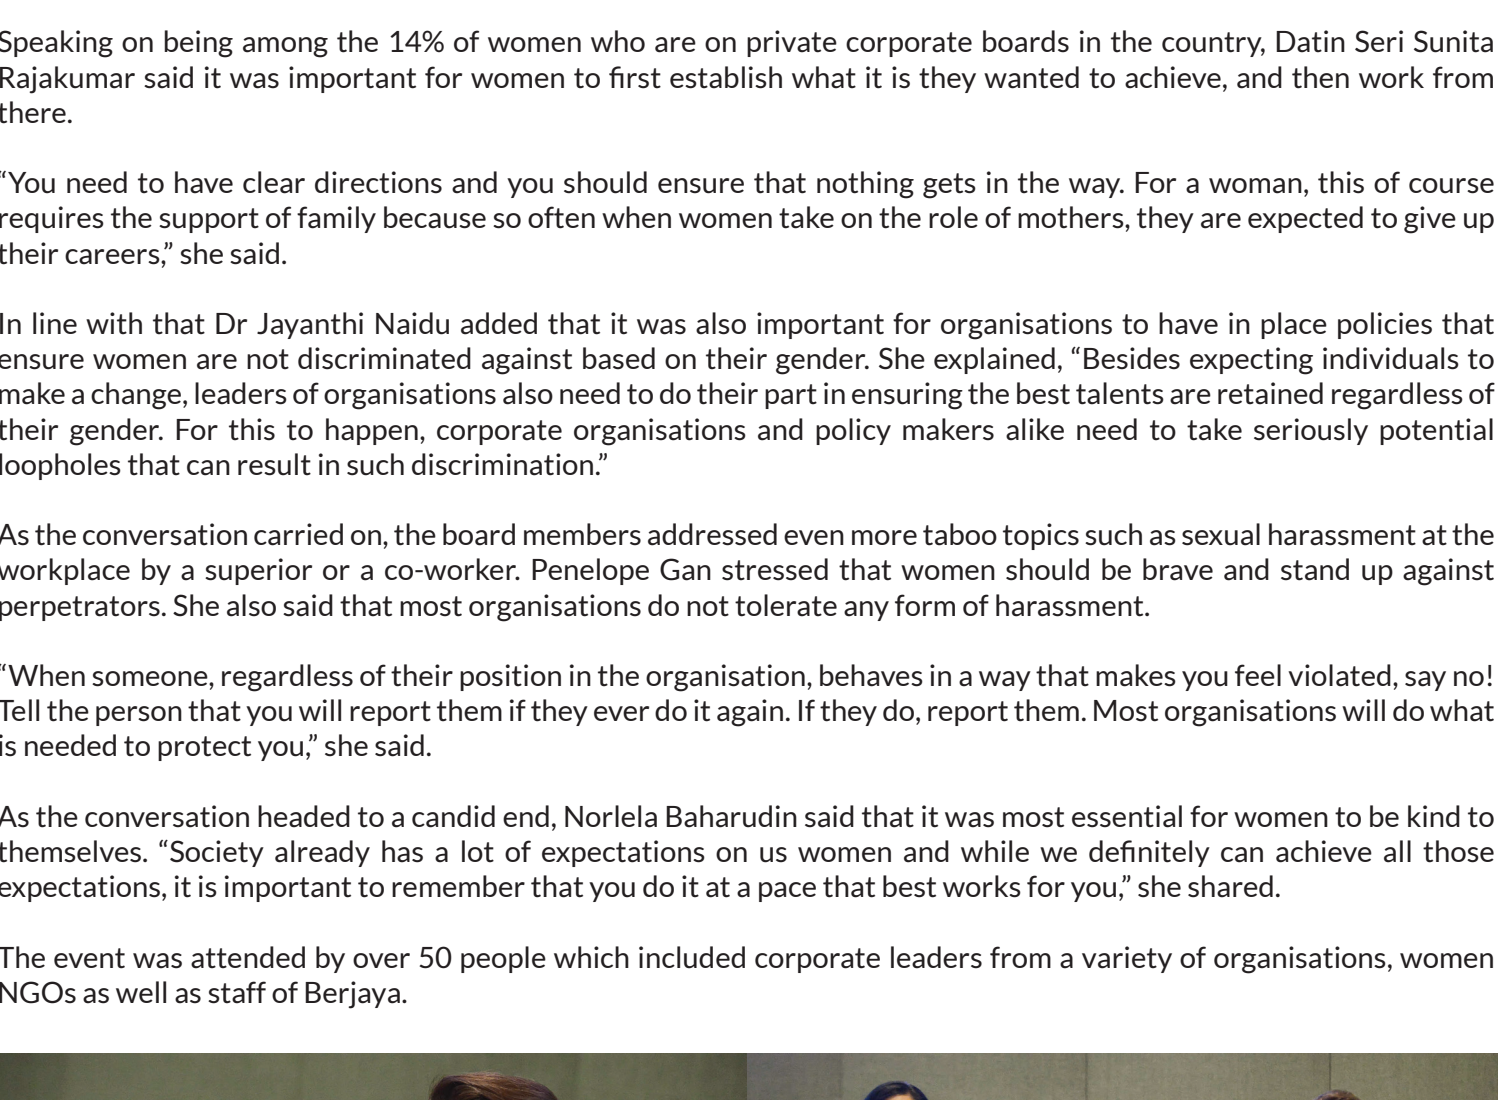 Speaking on being among the 14% of women who are on private corporate boards in the country, Datin Seri Sunita
Rajakumar said it was important for women to first establish what it is they wanted to achieve, and then work from
there.
“You need to have clear directions and you should ensure that nothing gets in the way. For a woman, this of course
requires the support of family because so often when women take on the role of mothers, they are expected to give up
their careers,” she said.
In line with that Dr Jayanthi Naidu added that it was also important for organisations to have in place policies that
ensure women are not discriminated against based on their gender. She explained, “Besides expecting individuals to
make a change, leaders of organisations also need to do their part in ensuring the best talents are retained regardless of
their gender. For this to happen, corporate organisations and policy makers alike need to take seriously potential
loopholes that can result in such discrimination.”
As the conversation carried on, the board members addressed even more taboo topics such as sexual harassment at the
workplace by a superior or a co-worker. Penelope Gan stressed that women should be brave and stand up against
perpetrators. She also said that most organisations do not tolerate any form of harassment.
“When someone, regardless of their position in the organisation, behaves in a way that makes you feel violated, say no!
Tell the person that you will report them if they ever do it again. If they do, report them. Most organisations will do what
is needed to protect you,” she said.
As the conversation headed to a candid end, Norlela Baharudin said that it was most essential for women to be kind to
themselves. “Society already has a lot of expectations on us women and while we definitely can achieve all those
expectations, it is important to remember that you do it at a pace that best works for you,” she shared.
The event was attended by over 50 people which included corporate leaders from a variety of organisations, women
NGOs as well as staff of Berjaya.